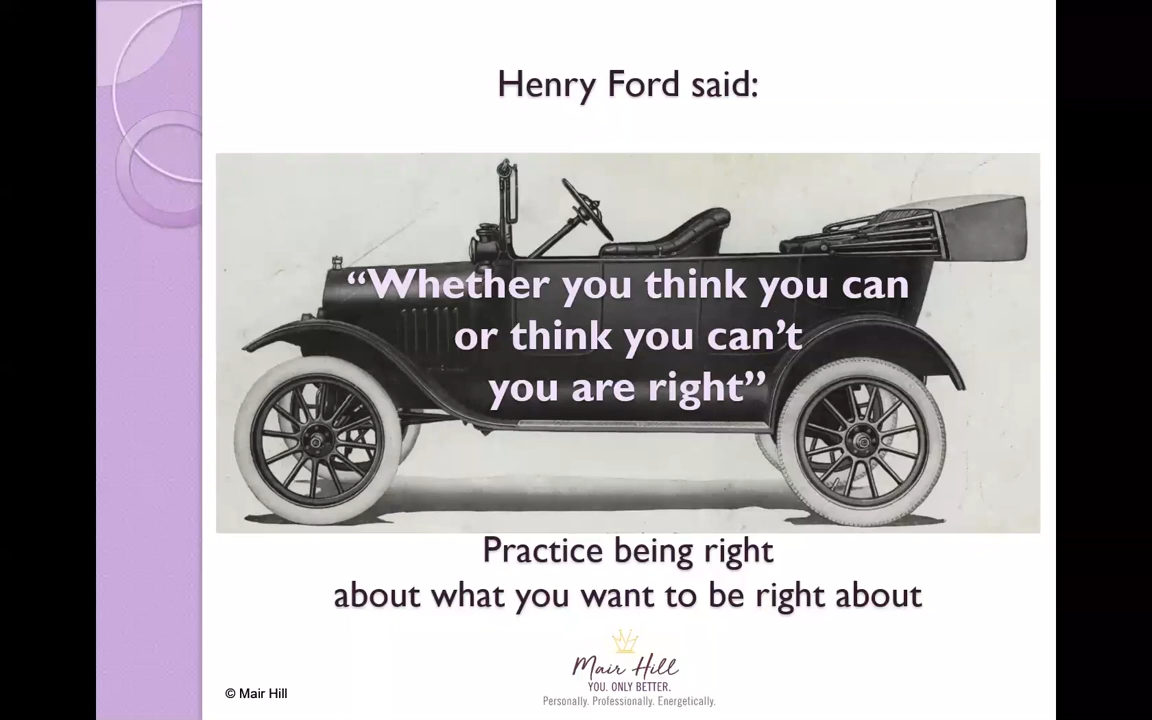 Henry Ford said:
“Whether you think you can
or think you can’t
you are right”
Practice being right
about what you want to be right about
Mair Hill
YOU. ONLY BETTER.
Personally. Professionally. Energetically.
© Mair Hill